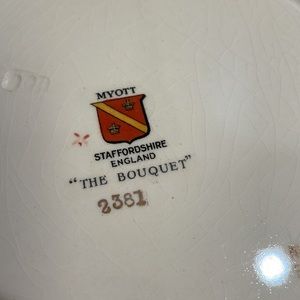 MYOTT
STAFFORDSHIRE
ENGLAND
"THE BOUQUET"
2381